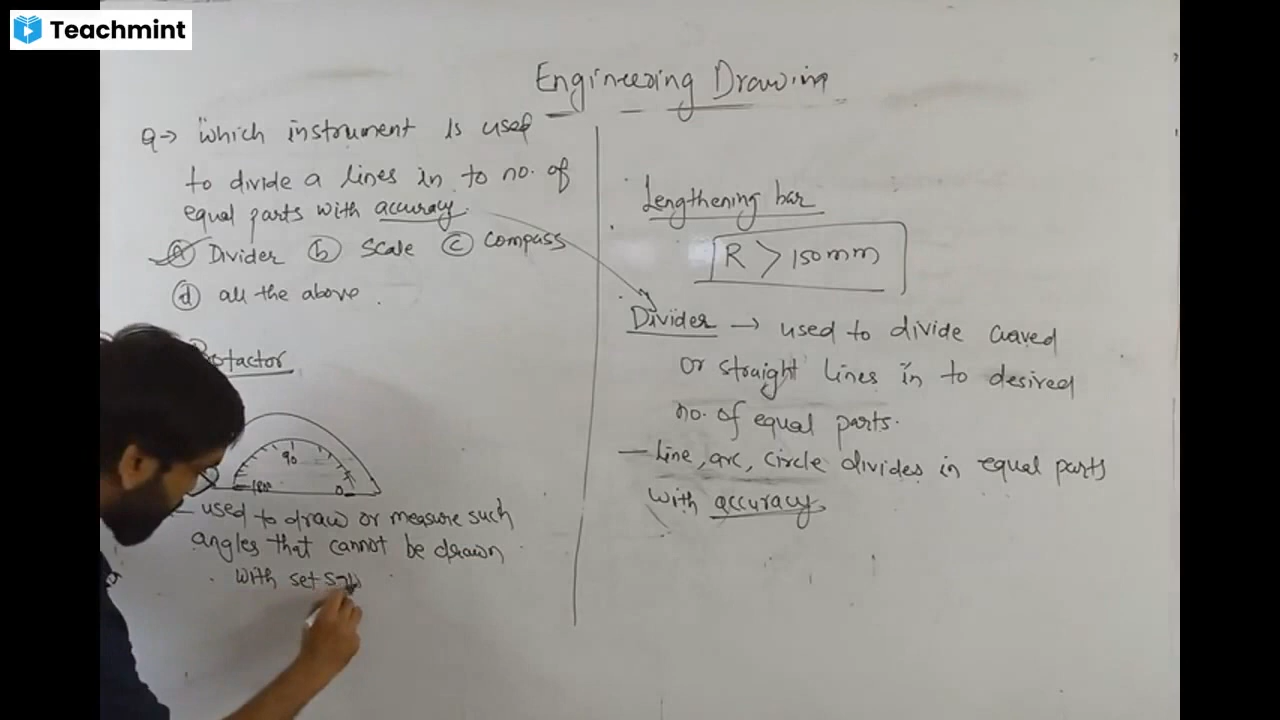 Teachmint
Engineering Drawing
Q→ Which instrument is used
to divide a lines in to no. of
equal parts with accuracy.
(a) Divider (b) Scale (c) Compass
(d) all the above.
Protactor
90
180 0
- used to draw or measure such
angles that cannot be drawn
with set
Lengthening bar
R > 150mm
Divider → used to divide curved
or straight lines in to desired
no. of equal parts.
- Line, arc, circle divides in equal parts
with accuracy